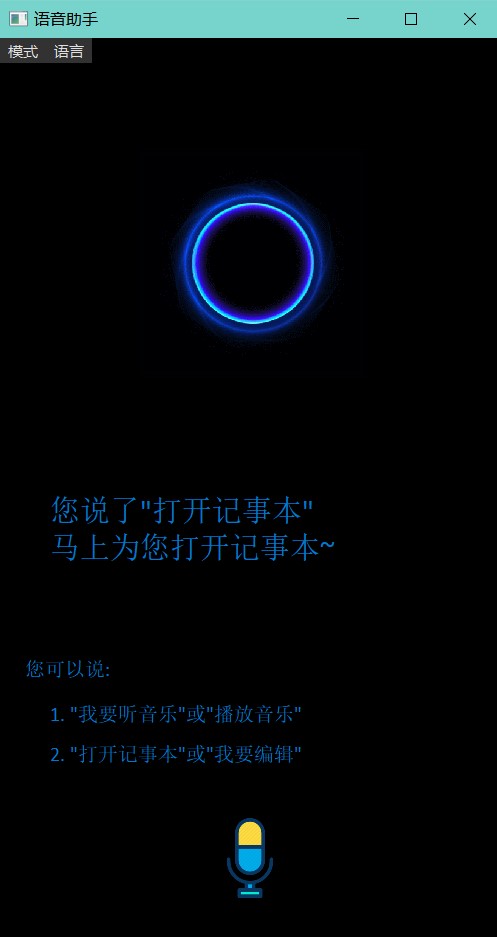 语音助手
模式 语言
您说了"打开记事本"
马上为您打开记事本~
您可以说:
1. "我要听音乐"或"播放音乐"
2. "打开记事本"或"我要编辑"